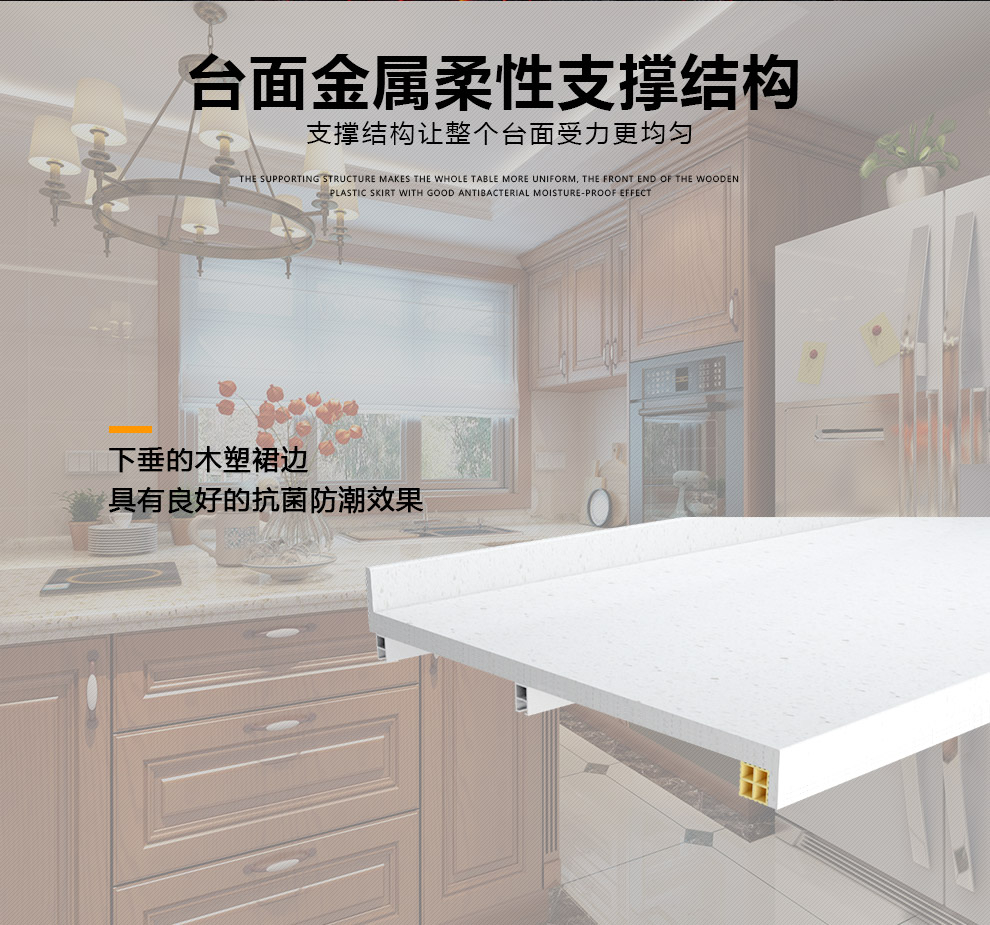 台面金属柔性支撑结构
支撑结构让整个台面受力更均匀
THE SUPPORTING STRUCTURE MAKES THE WHOLE TABLE MORE UNIFORM, THE FRONT END OF THE WOODEN
PLASTIC SKIRT WITH GOOD ANTIBACTERIAL MOISTURE-PROOF EFFECT
下垂的木塑裙边
具有良好的抗菌防潮效果